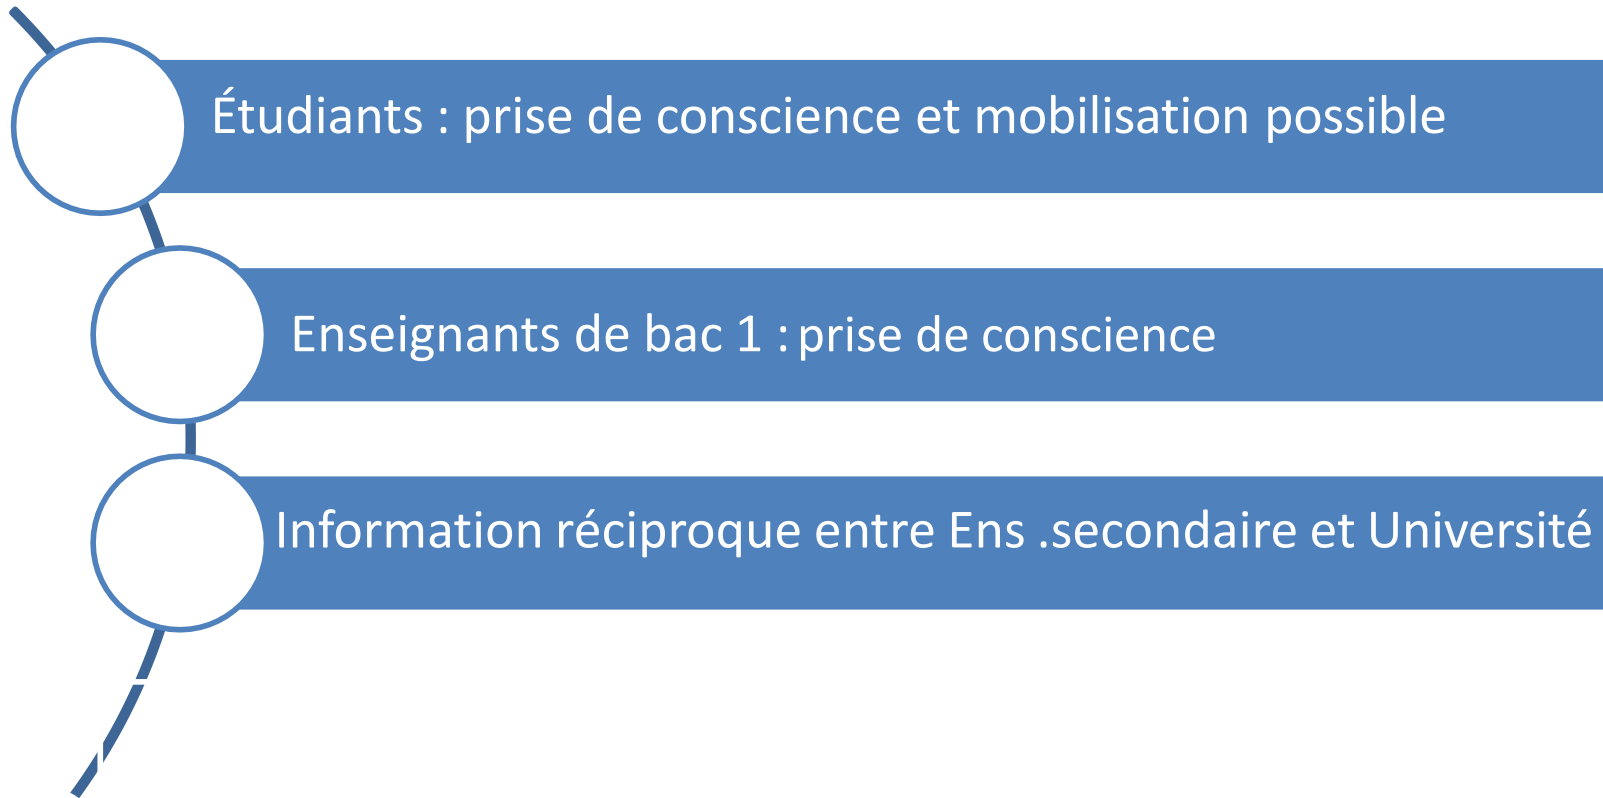 Étudiants : prise de conscience et mobilisation possible
Enseignants de bac 1 : prise de conscience
Information réciproque entre Ens .secondaire et Université